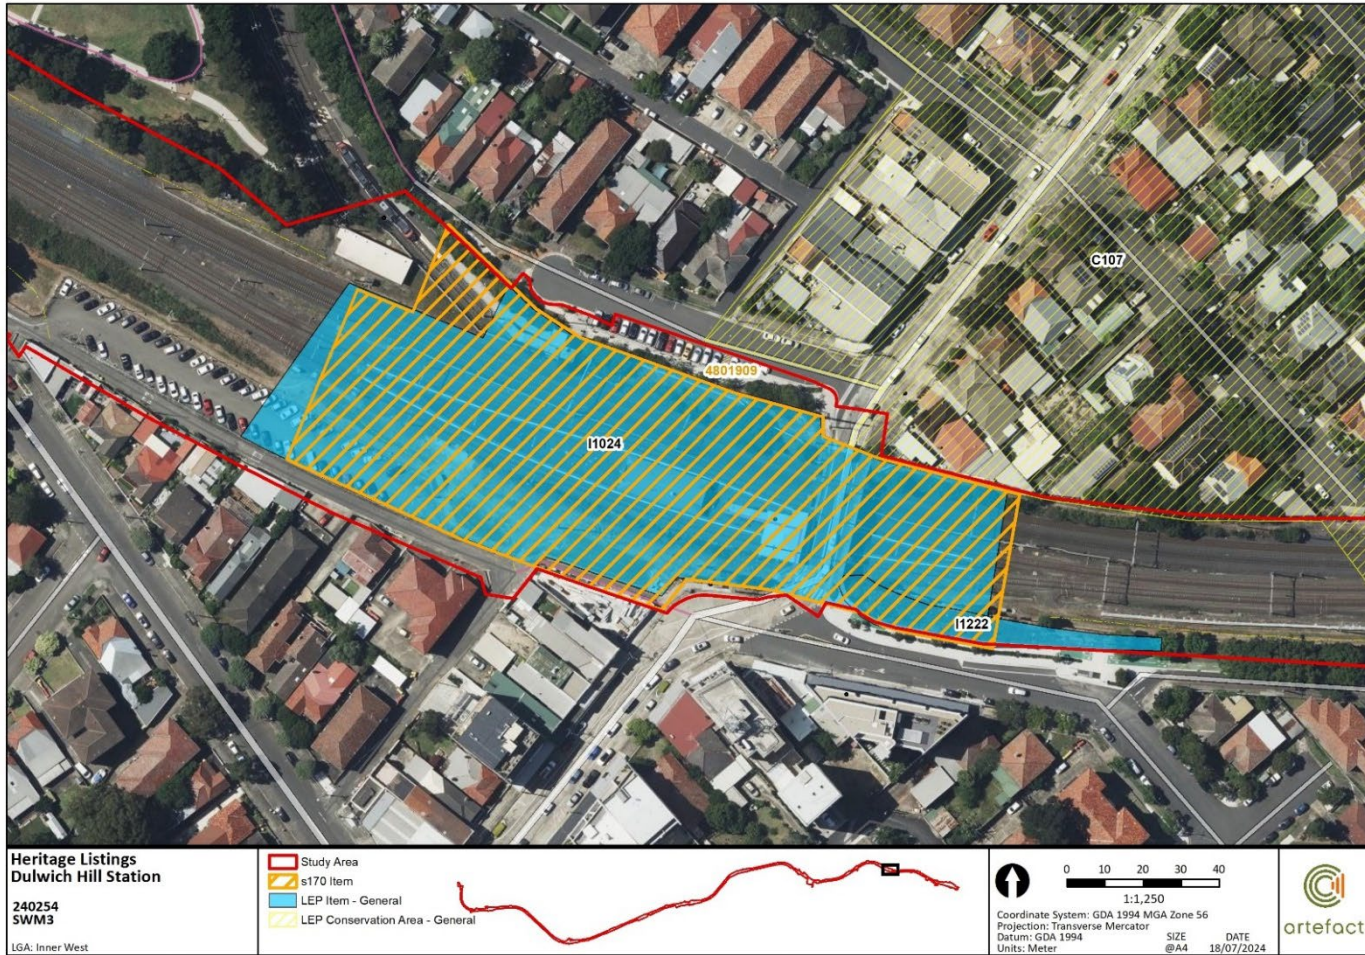 C107
4801909
I1024
I1222
Heritage Listings
Dulwich Hill Station
240254
SWM3
LGA: Inner West
Study Area
s170 Item
LEP Item - General
LEP Conservation Area - General
0 10 20 30 40
1:1,250
Coordinate System: GDA 1994 MGA Zone 56
Projection: Transverse Mercator
Datum: GDA 1994
Units: Meter
SIZE
@A4
DATE
18/07/2024
artefact